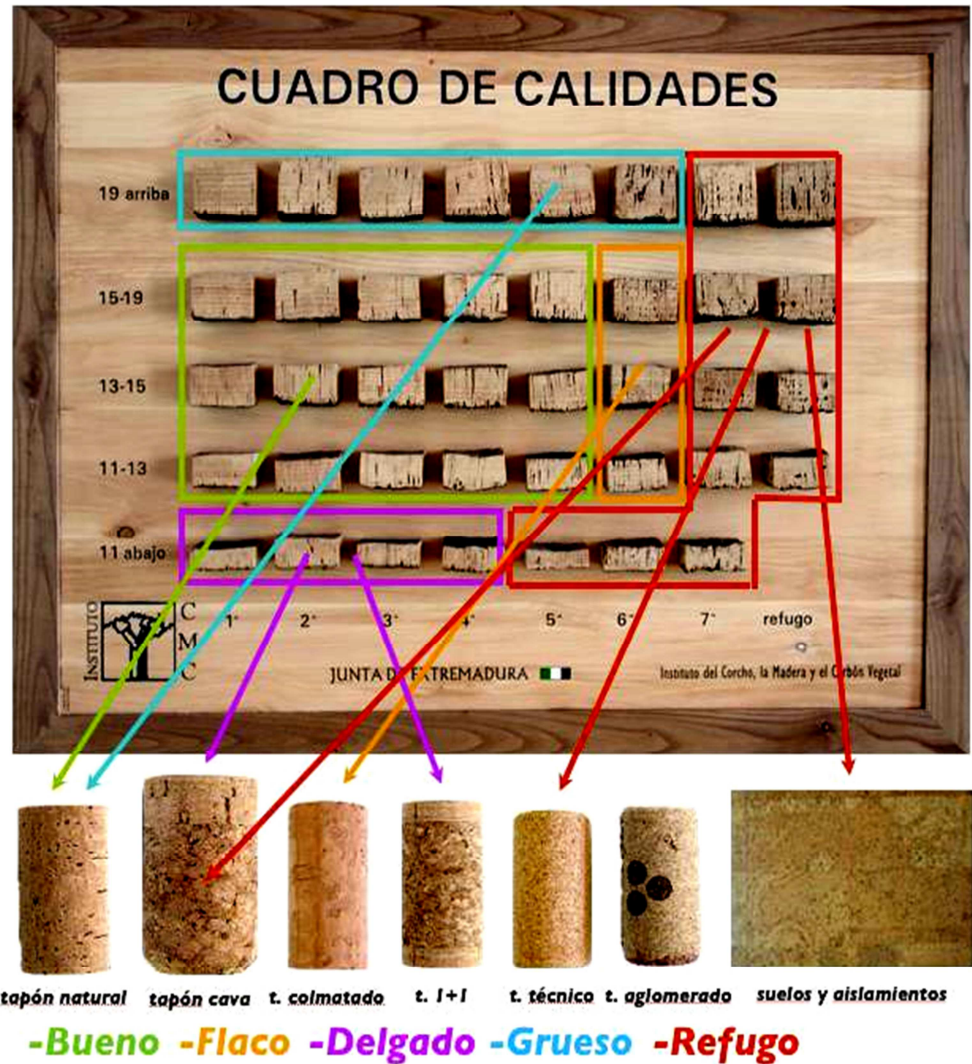 CUADRO DE CALIDADES
19 arriba
15-19
13-15
11-13
11 abajo
1ª 2ª 3ª 4ª 5ª 6ª 7ª refugo
INSTITUTO
C
M
C
JUNTA DE EXTREMADURA
Instituto del Corcho, la Madera y el Carbón Vegetal
tapón natural tapón cava t. colmatado t. 1+1 t. técnico t. aglomerado suelos y aislamientos
-Bueno -Flaco -Delgado -Grueso -Refugo